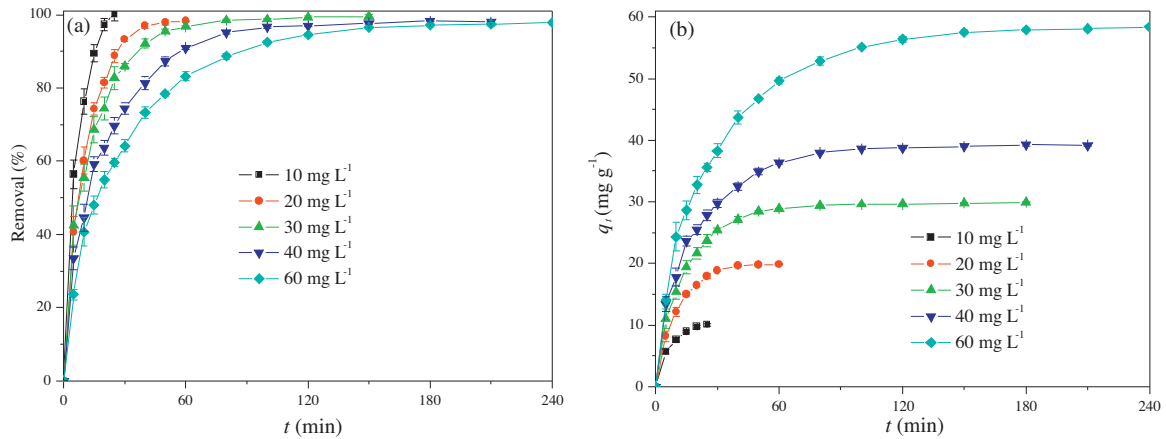 (a)
Removal (%)
100
80
60
40
20
0
10 mg L⁻¹
20 mg L⁻¹
30 mg L⁻¹
40 mg L⁻¹
60 mg L⁻¹
0 60 120 180 240
t (min)
(b)
qₜ (mg g⁻¹)
60
50
40
30
20
10
0
10 mg L⁻¹
20 mg L⁻¹
30 mg L⁻¹
40 mg L⁻¹
60 mg L⁻¹
0 60 120 180 240
t (min)